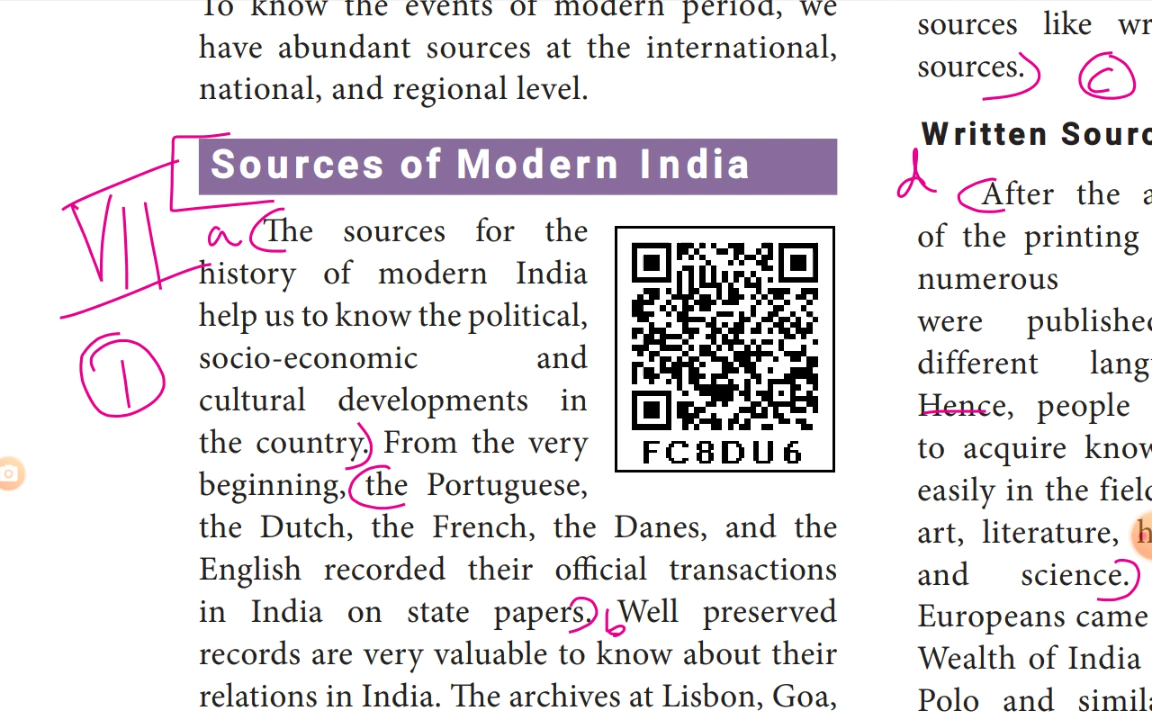 To know the events of modern period, we
have abundant sources at the international,
national, and regional level.
Sources of Modern India
VII
1
a
The sources for the
history of modern India
help us to know the political,
socio-economic and
cultural developments in
the country. From the very
beginning, the Portuguese,
the Dutch, the French, the Danes, and the
English recorded their official transactions
in India on state papers. b Well preserved
records are very valuable to know about their
relations in India. The archives at Lisbon, Goa,
FC8DU6
sources like
sources. c
Written
d
After the
of the printing
numerous
were
different
Hence, people
to acquire
easily in the
art, literature,
and science.
Europeans came
Wealth of India
Polo and